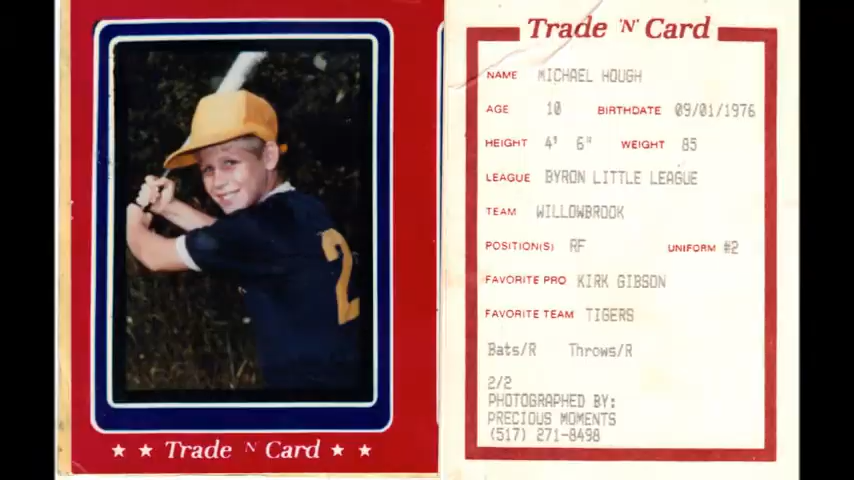 2
★ ★ Trade 'N' Card ★ ★
Trade 'N' Card
NAME MICHAEL HOUGH
AGE 10 BIRTHDATE 09/01/1976
HEIGHT 4' 6" WEIGHT 85
LEAGUE BYRON LITTLE LEAGUE
TEAM WILLOWBROOK
POSITION(S) RF UNIFORM #2
FAVORITE PRO KIRK GIBSON
FAVORITE TEAM TIGERS
Bats/R Throws/R
2/2
PHOTOGRAPHED BY:
PRECIOUS MOMENTS
(517) 271-8498